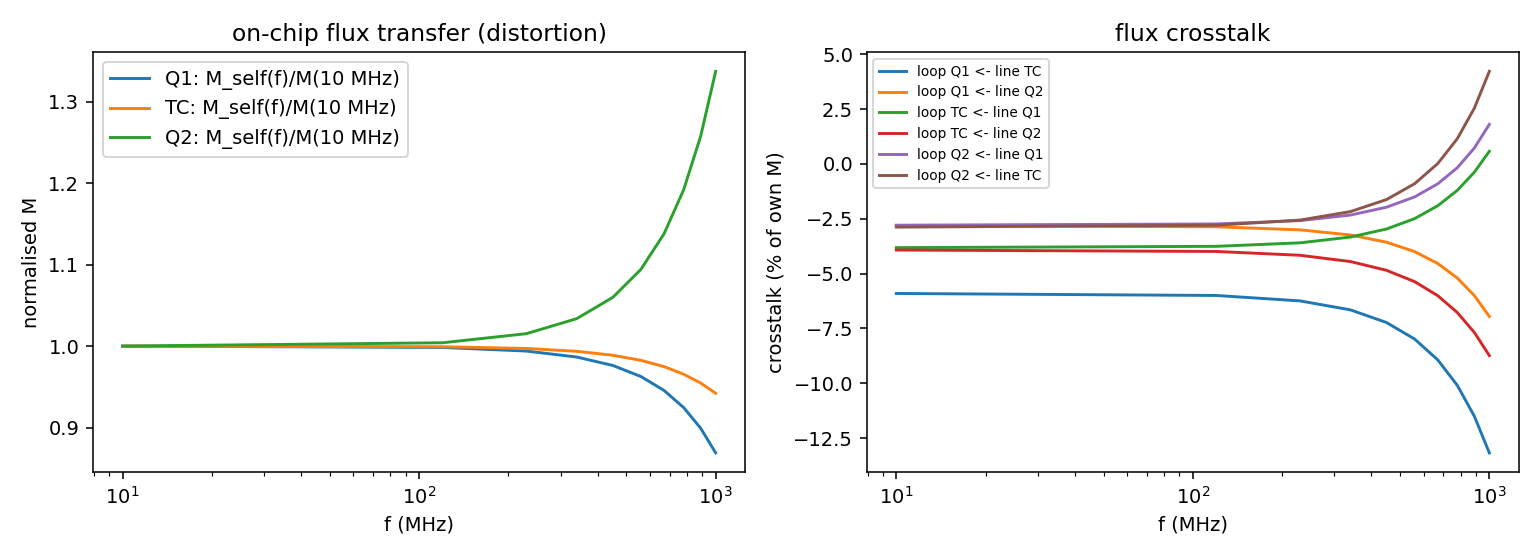 on-chip flux transfer (distortion)
normalised M
1.3
1.2
1.1
1.0
0.9
Q1: M_self(f)/M(10 MHz)
TC: M_self(f)/M(10 MHz)
Q2: M_self(f)/M(10 MHz)
10¹ 10² 10³
f (MHz)
flux crosstalk
crosstalk (% of own M)
5.0
2.5
0.0
−2.5
−5.0
−7.5
−10.0
−12.5
loop Q1 <- line TC
loop Q1 <- line Q2
loop TC <- line Q1
loop TC <- line Q2
loop Q2 <- line Q1
loop Q2 <- line TC
10¹ 10² 10³
f (MHz)